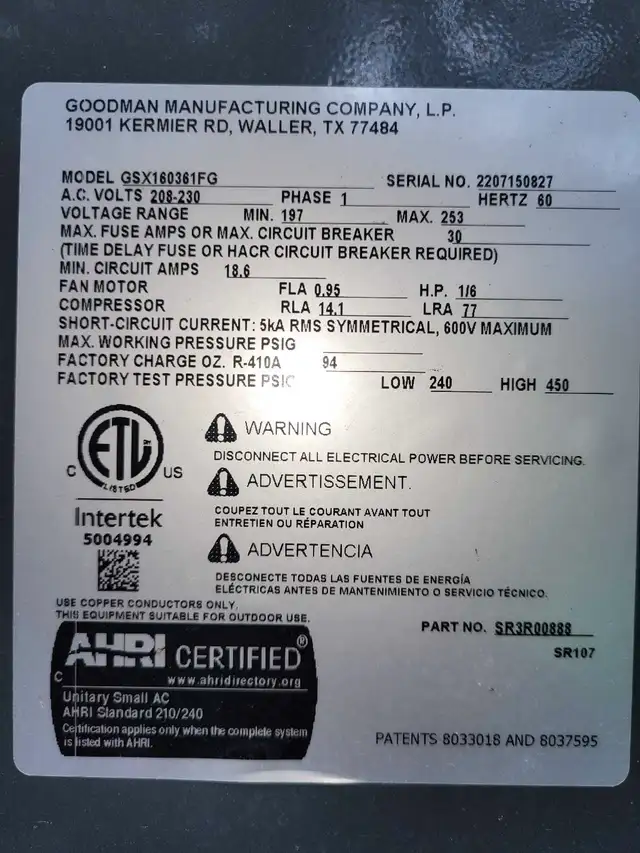 GOODMAN MANUFACTURING COMPANY, L.P.
19001 KERMIER RD, WALLER, TX 77484
MODEL GSX160361FG SERIAL NO. 2207150827
A.C. VOLTS 208-230 PHASE 1 HERTZ 60
VOLTAGE RANGE MIN. 197 MAX. 253
MAX. FUSE AMPS OR MAX. CIRCUIT BREAKER 30
(TIME DELAY FUSE OR HACR CIRCUIT BREAKER REQUIRED)
MIN. CIRCUIT AMPS 18.6
FAN MOTOR FLA 0.95 H.P. 1/6
COMPRESSOR RLA 14.1 LRA 77
SHORT-CIRCUIT CURRENT: 5kA RMS SYMMETRICAL, 600V MAXIMUM
MAX. WORKING PRESSURE PSIG
FACTORY CHARGE OZ. R-410A 94
FACTORY TEST PRESSURE PSIG LOW 240 HIGH 450
ETL
LISTED
C US
Intertek
5004994
WARNING
DISCONNECT ALL ELECTRICAL POWER BEFORE SERVICING.
ADVERTISSEMENT.
COUPEZ TOUT LE COURANT AVANT TOUT
ENTRETIEN OU RÉPARATION
ADVERTENCIA
DESCONECTE TODAS LAS FUENTES DE ENERGÍA
ELÉCTRICAS ANTES DE MANTENIMIENTO O SERVICIO TÉCNICO.
USE COPPER CONDUCTORS ONLY.
THIS EQUIPMENT SUITABLE FOR OUTDOOR USE.
PART NO. SR3R00888
SR107
C AHRI CERTIFIED®
www.ahridirectory.org
Unitary Small AC
AHRI Standard 210/240
Certification applies only when the complete system
is listed with AHRI.
PATENTS 8033018 AND 8037595